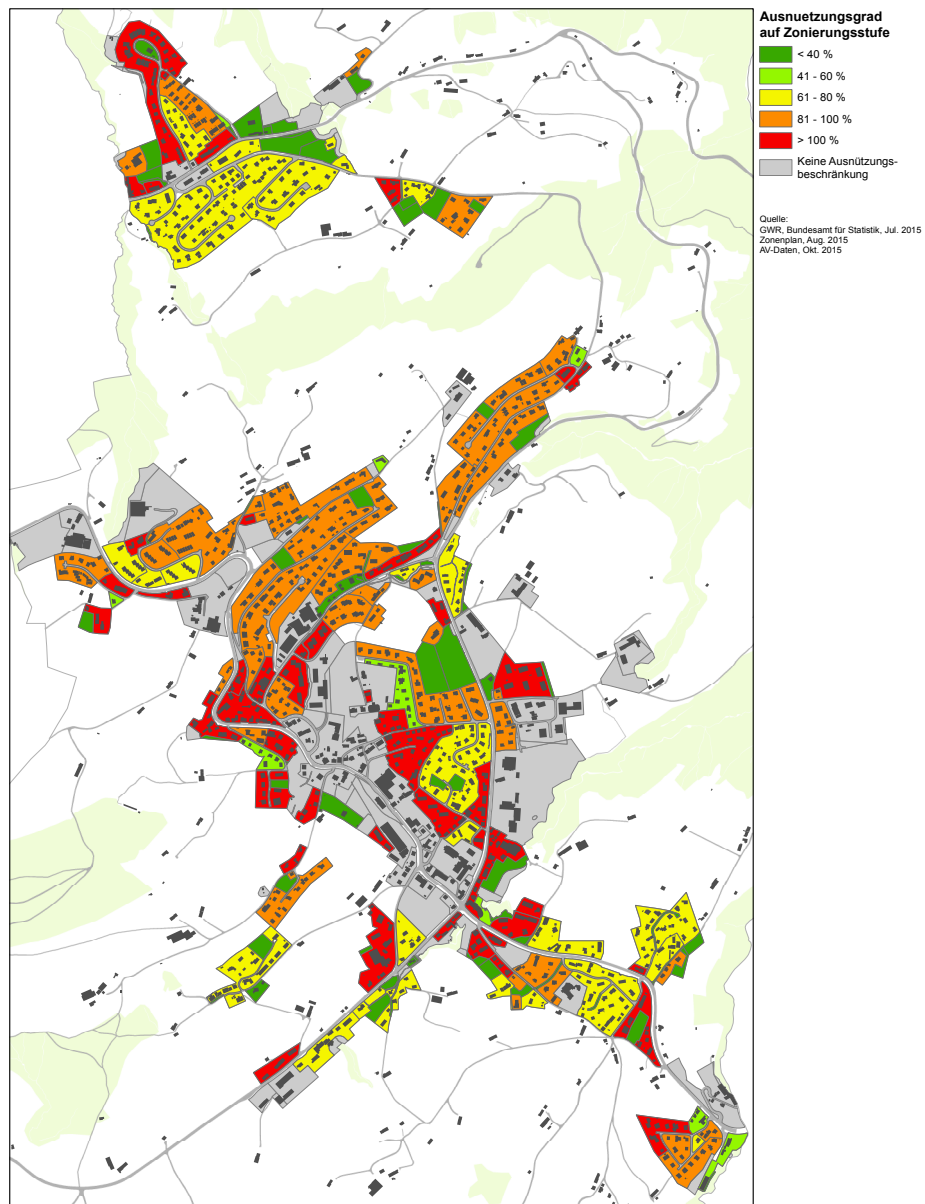 Ausnuetzungsgrad
auf Zonierungsstufe
< 40 %
41 - 60 %
61 - 80 %
81 - 100 %
> 100 %
Keine Ausnützungs-
beschränkung
Quelle:
GWR, Bundesamt für Statistik, Jul. 2015
Zonenplan, Aug. 2015
AV-Daten, Okt. 2015